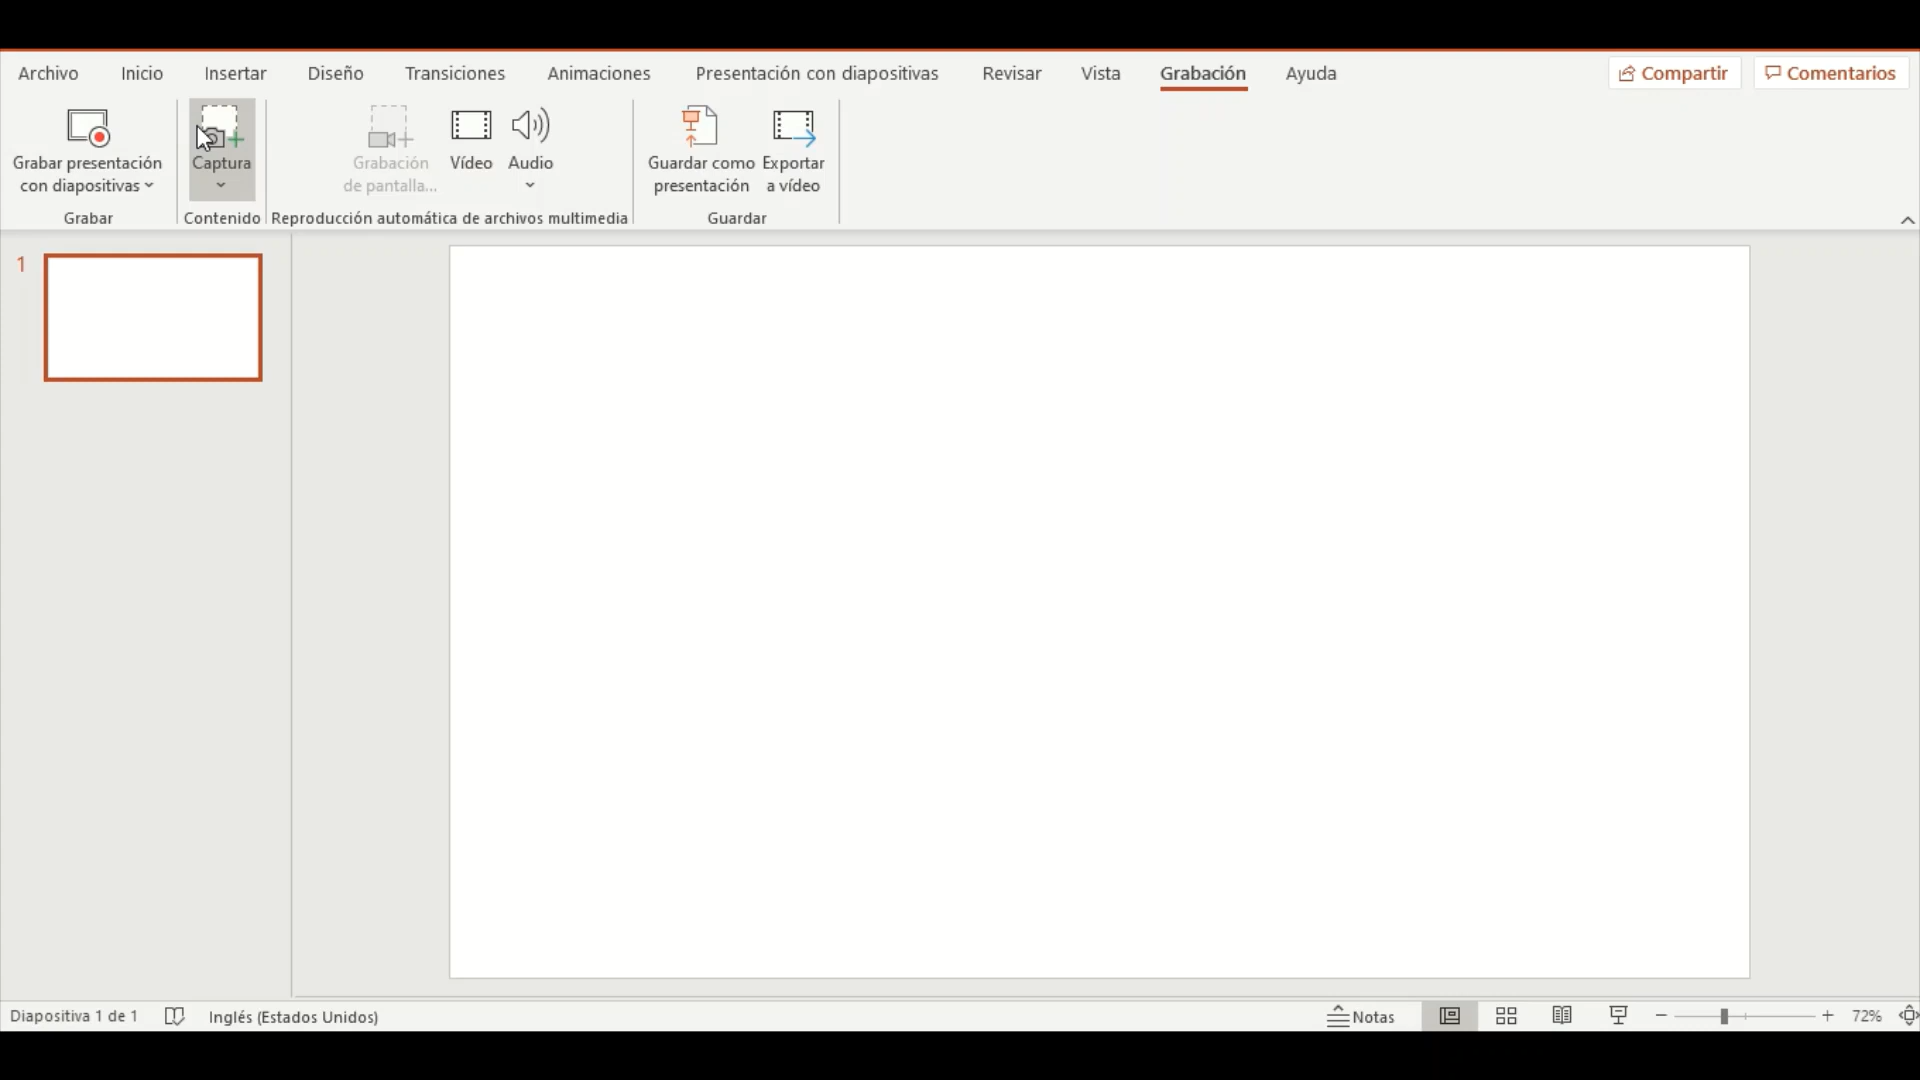 Archivo Inicio Insertar Diseño Transiciones Animaciones Presentación con diapositivas Revisar Vista Grabación Ayuda Compartir Comentarios
Grabar presentación
con diapositivas
Captura
Grabación
de pantalla...
Vídeo
Audio
Guardar como
presentación
Exportar
a vídeo
Grabar Contenido Reproducción automática de archivos multimedia Guardar
1
Diapositiva 1 de 1 Inglés (Estados Unidos) Notas 72%